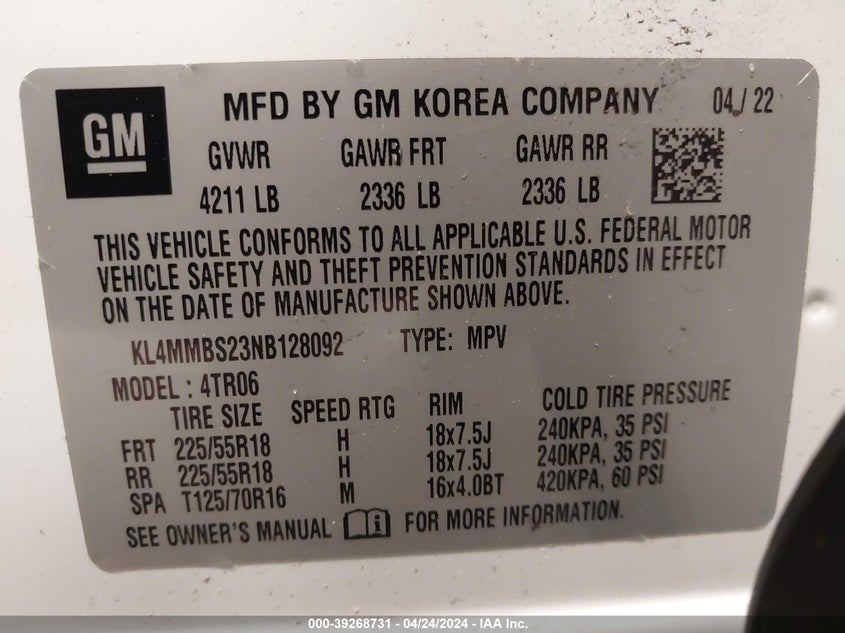 GM
MFD BY GM KOREA COMPANY 04 / 22
GVWR GAWR FRT GAWR RR
4211 LB 2336 LB 2336 LB
THIS VEHICLE CONFORMS TO ALL APPLICABLE U.S. FEDERAL MOTOR
VEHICLE SAFETY AND THEFT PREVENTION STANDARDS IN EFFECT
ON THE DATE OF MANUFACTURE SHOWN ABOVE.
KL4MMBS23NB128092 TYPE: MPV
MODEL : 4TR06
TIRE SIZE SPEED RTG RIM COLD TIRE PRESSURE
FRT 225/55R18 H 18x7.5J 240KPA, 35 PSI
RR 225/55R18 H 18x7.5J 240KPA, 35 PSI
SPA T125/70R16 M 16x4.0BT 420KPA, 60 PSI
SEE OWNER'S MANUAL FOR MORE INFORMATION.
000-39268731 - 04/24/2024 - IAA Inc.